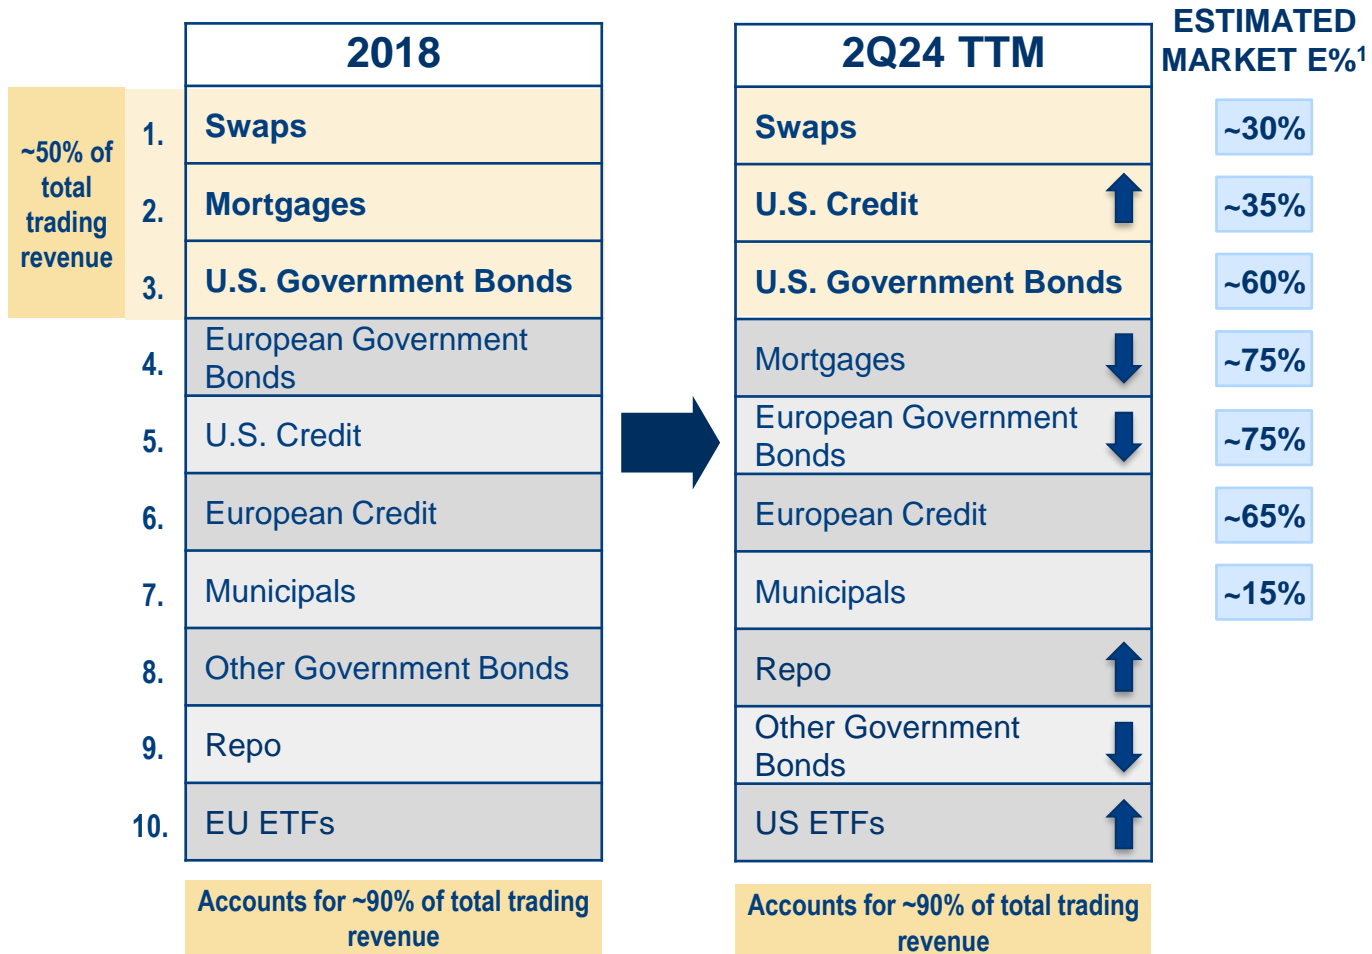 2018
2Q24 TTM
ESTIMATED
MARKET E%¹
~50% of
total
trading
revenue
1.
Swaps
Swaps
~30%
2.
Mortgages
U.S. Credit
~35%
3.
U.S. Government Bonds
U.S. Government Bonds
~60%
4.
European Government
Bonds
Mortgages
~75%
5.
U.S. Credit
European Government
Bonds
~75%
6.
European Credit
European Credit
~65%
7.
Municipals
Municipals
~15%
8.
Other Government Bonds
Repo
9.
Repo
Other Government
Bonds
10.
EU ETFs
US ETFs
Accounts for ~90% of total trading
revenue
Accounts for ~90% of total trading
revenue